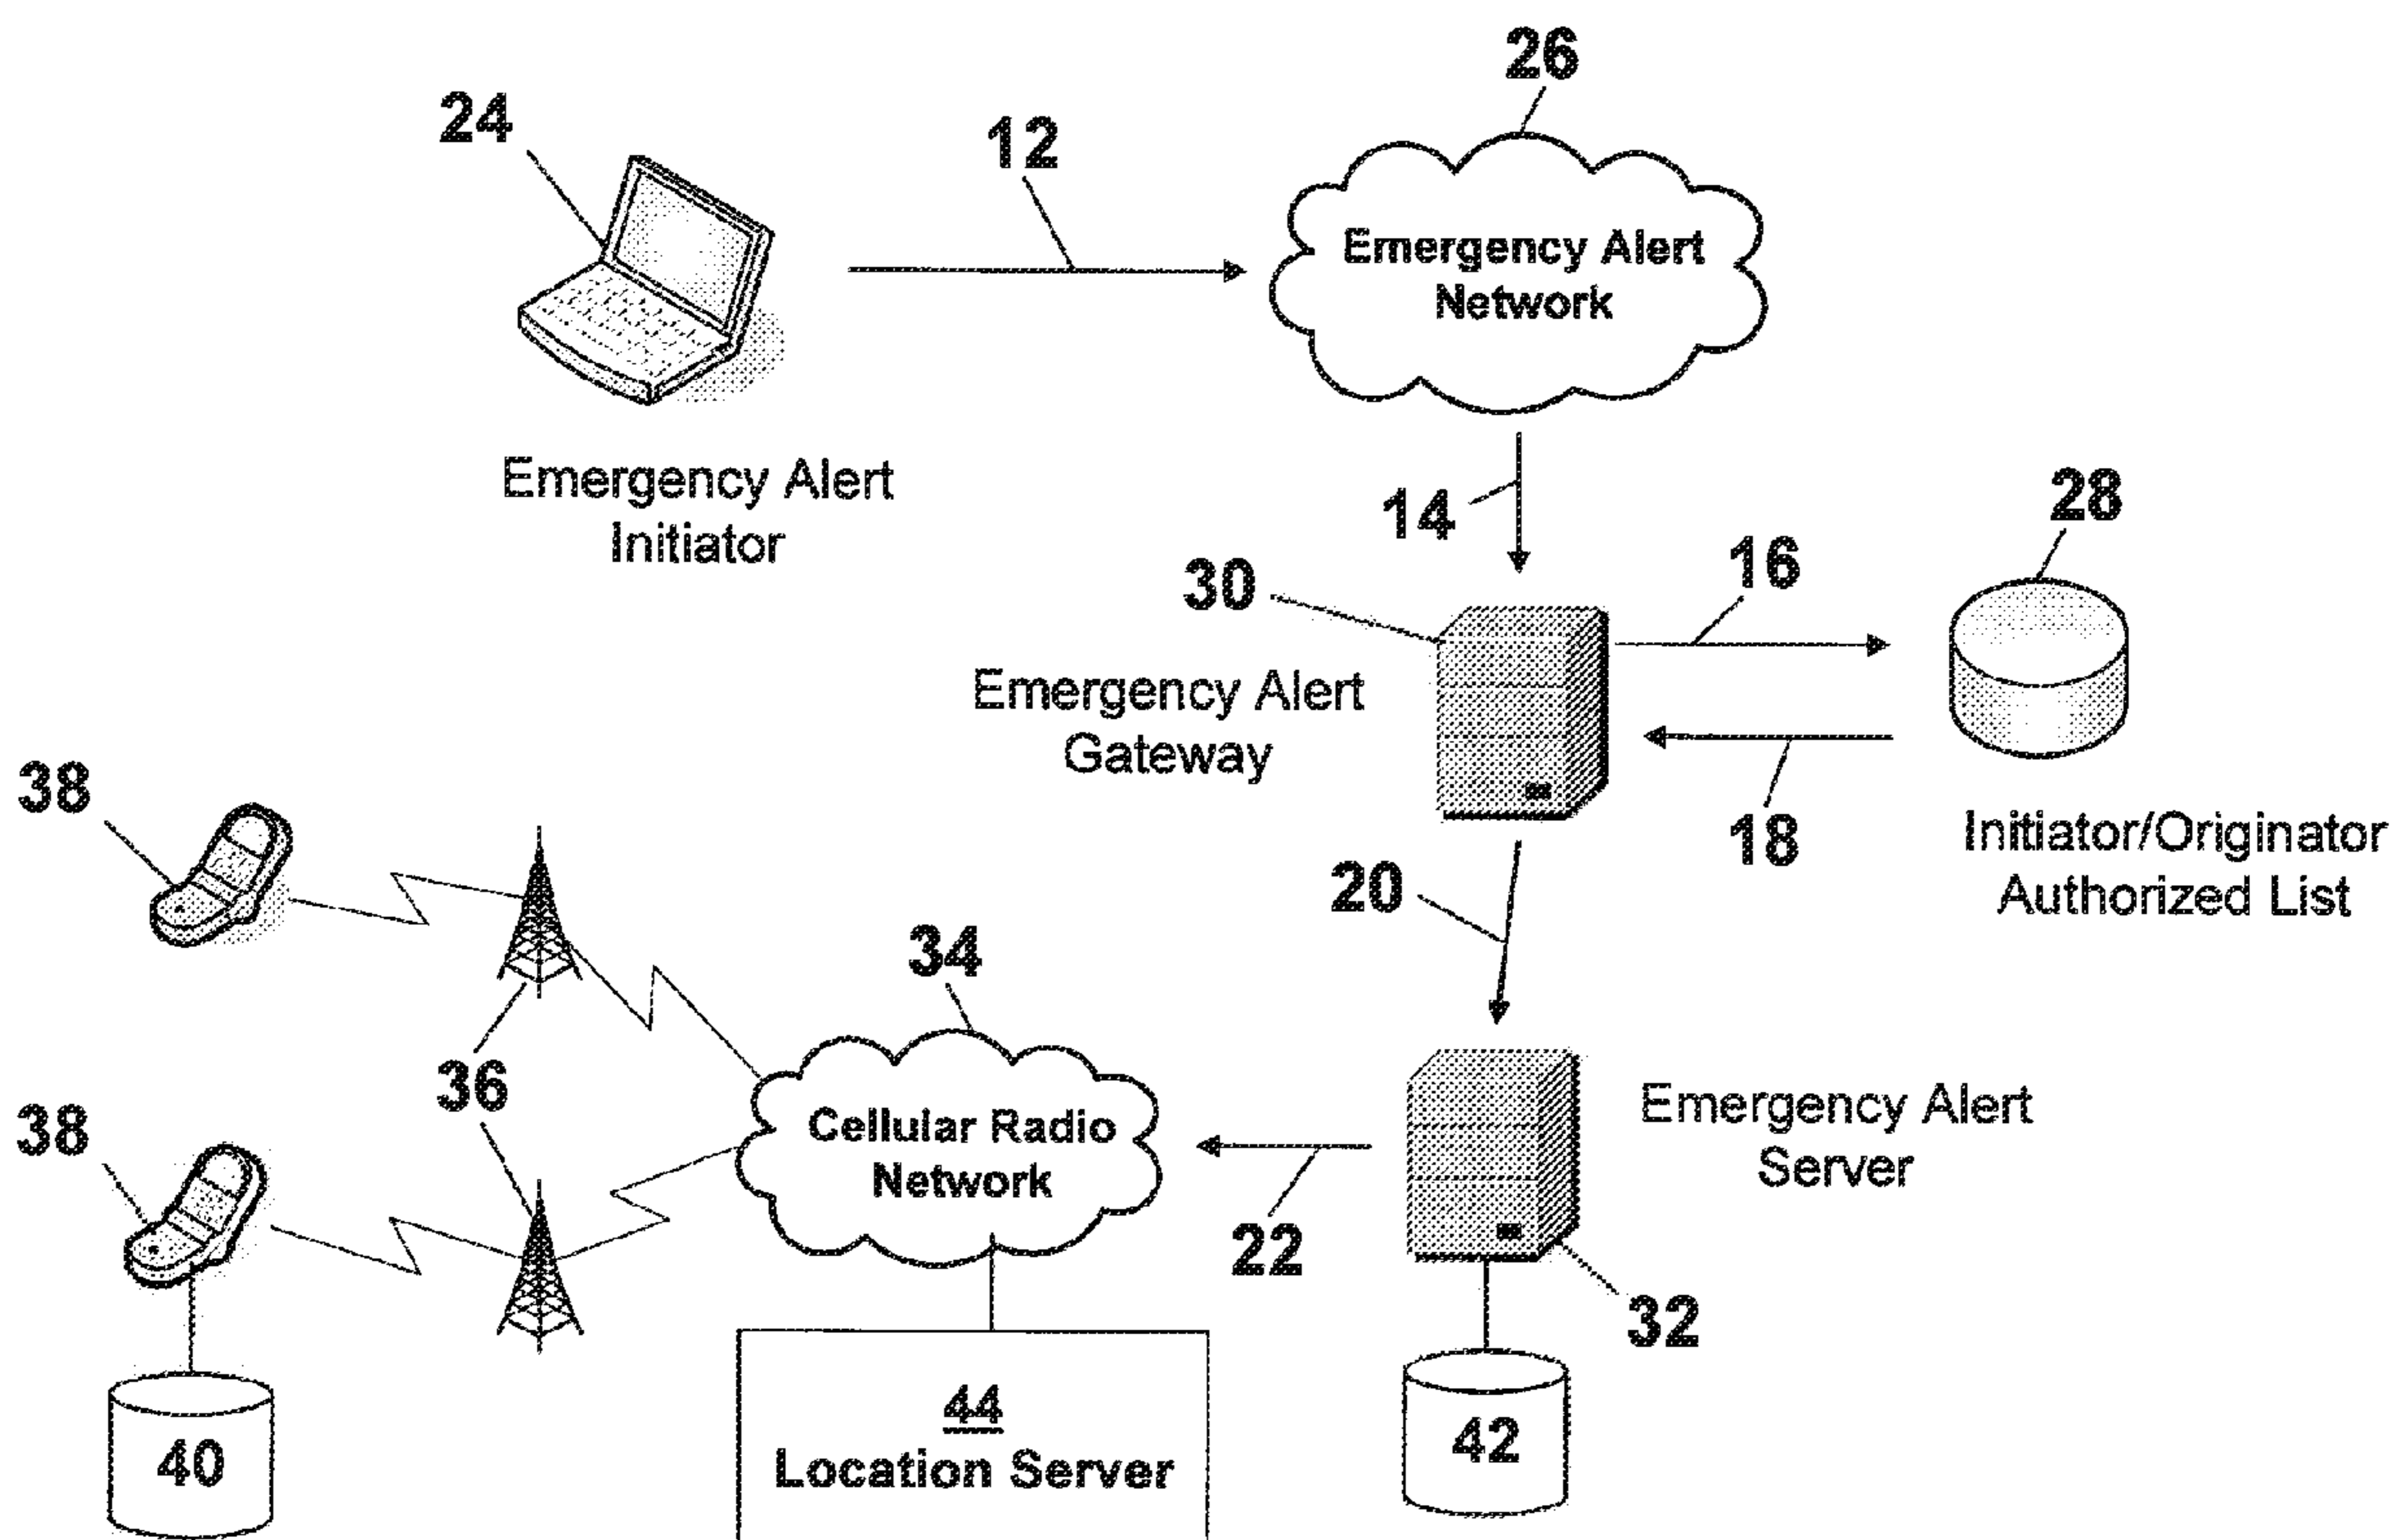 26
24
12
Emergency Alert
Network
Emergency Alert
Initiator
14
28
16
30
Emergency Alert
Gateway
18
Initiator/Originator
Authorized List
38
20
34
36
Cellular Radio
Network
Emergency Alert
Server
38
22
32
44
Location Server
40
42